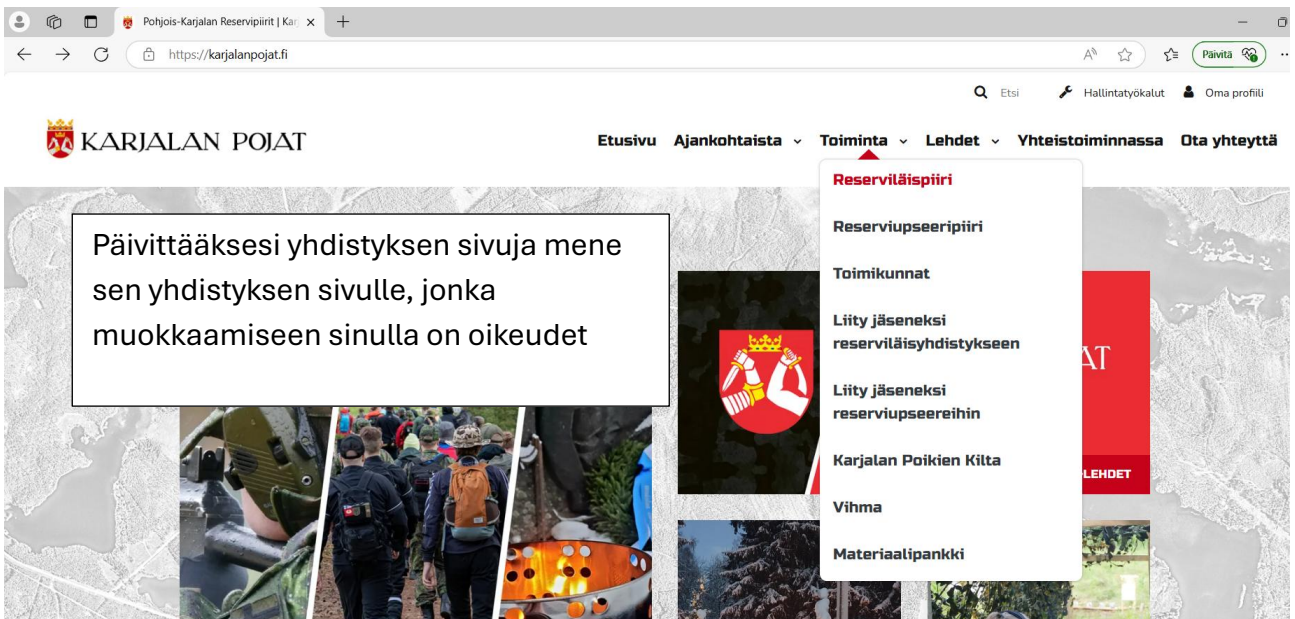 Pohjois-Karjalan Reservipiirit | Kar
https://karjalanpojat.fi
Päivitä
Etsi
Hallintatyökalut
Oma profiili
KARJALAN POJAT
Etusivu
Ajankohtaista
Toiminta
Lehdet
Yhteistoiminnassa
Ota yhteyttä
Reserviläispiiri
Reserviupseeripiiri
Toimikunnat
Liity jäseneksi
reserviläisyhdistykseen
Liity jäseneksi
reserviupseereihin
Karjalan Poikien Kilta
Vihma
Materiaalipankki
Päivittääksesi yhdistyksen sivuja mene
sen yhdistyksen sivulle, jonka
muokkaamiseen sinulla on oikeudet
AT
-LEHDET